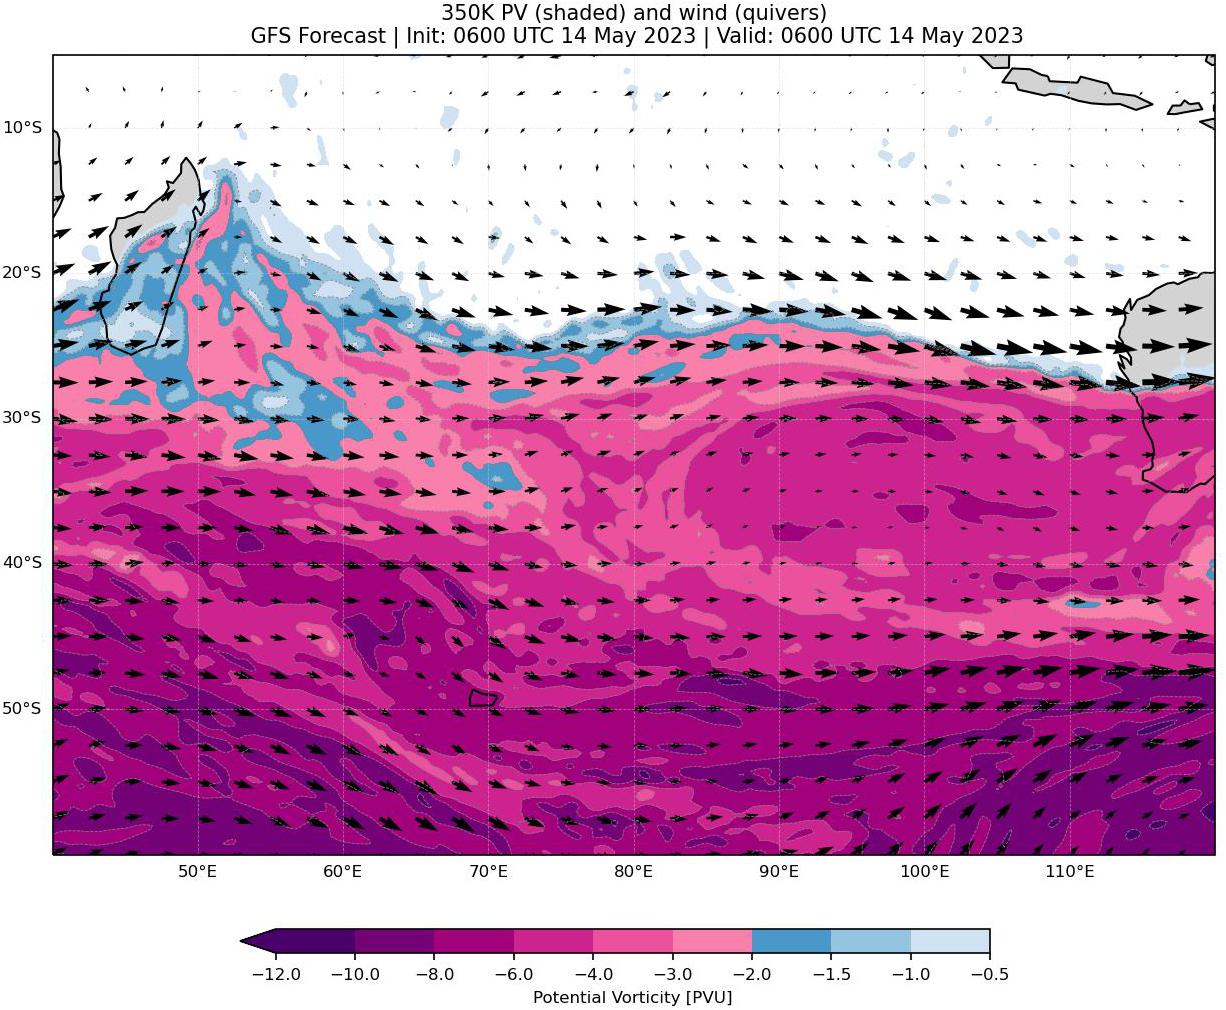 350K PV (shaded) and wind (quivers)
GFS Forecast | Init: 0600 UTC 14 May 2023 | Valid: 0600 UTC 14 May 2023
10°S
20°S
30°S
40°S
50°S
50°E 60°E 70°E 80°E 90°E 100°E 110°E
−12.0 −10.0 −8.0 −6.0 −4.0 −3.0 −2.0 −1.5 −1.0 −0.5
Potential Vorticity [PVU]